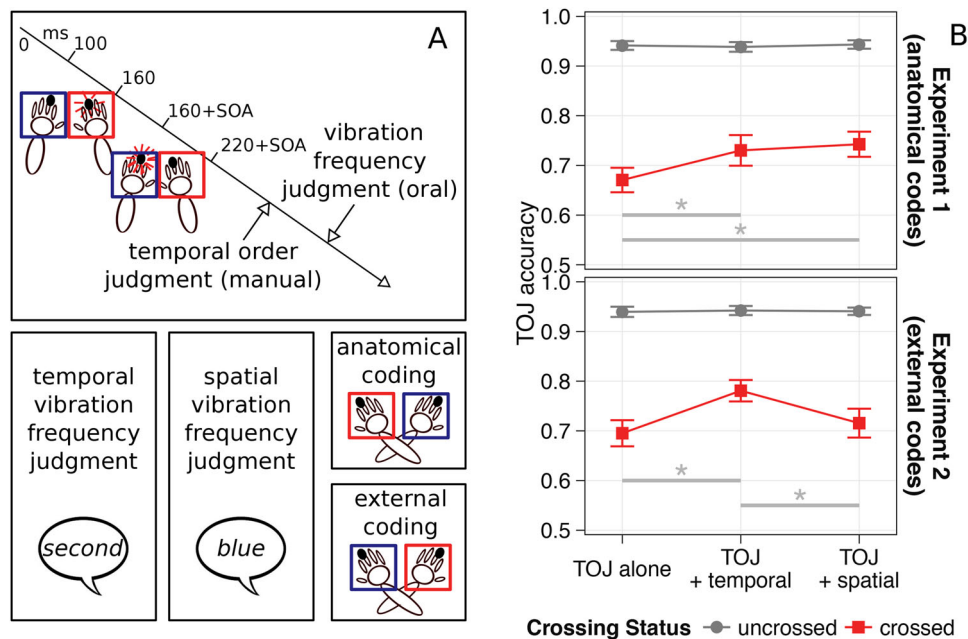 A
0
ms
100
160
160+SOA
220+SOA
vibration
frequency
judgment (oral)
temporal order
judgment (manual)
temporal
vibration
frequency
judgment
second
spatial
vibration
frequency
judgment
blue
anatomical
coding
external
coding
B
TOJ accuracy
1.0
0.9
0.8
0.7
0.6
0.5
*
*
Experiment 1
(anatomical codes)
1.0
0.9
0.8
0.7
0.6
0.5
*
*
Experiment 2
(external codes)
TOJ alone
TOJ
+ temporal
TOJ
+ spatial
Crossing Status uncrossed crossed